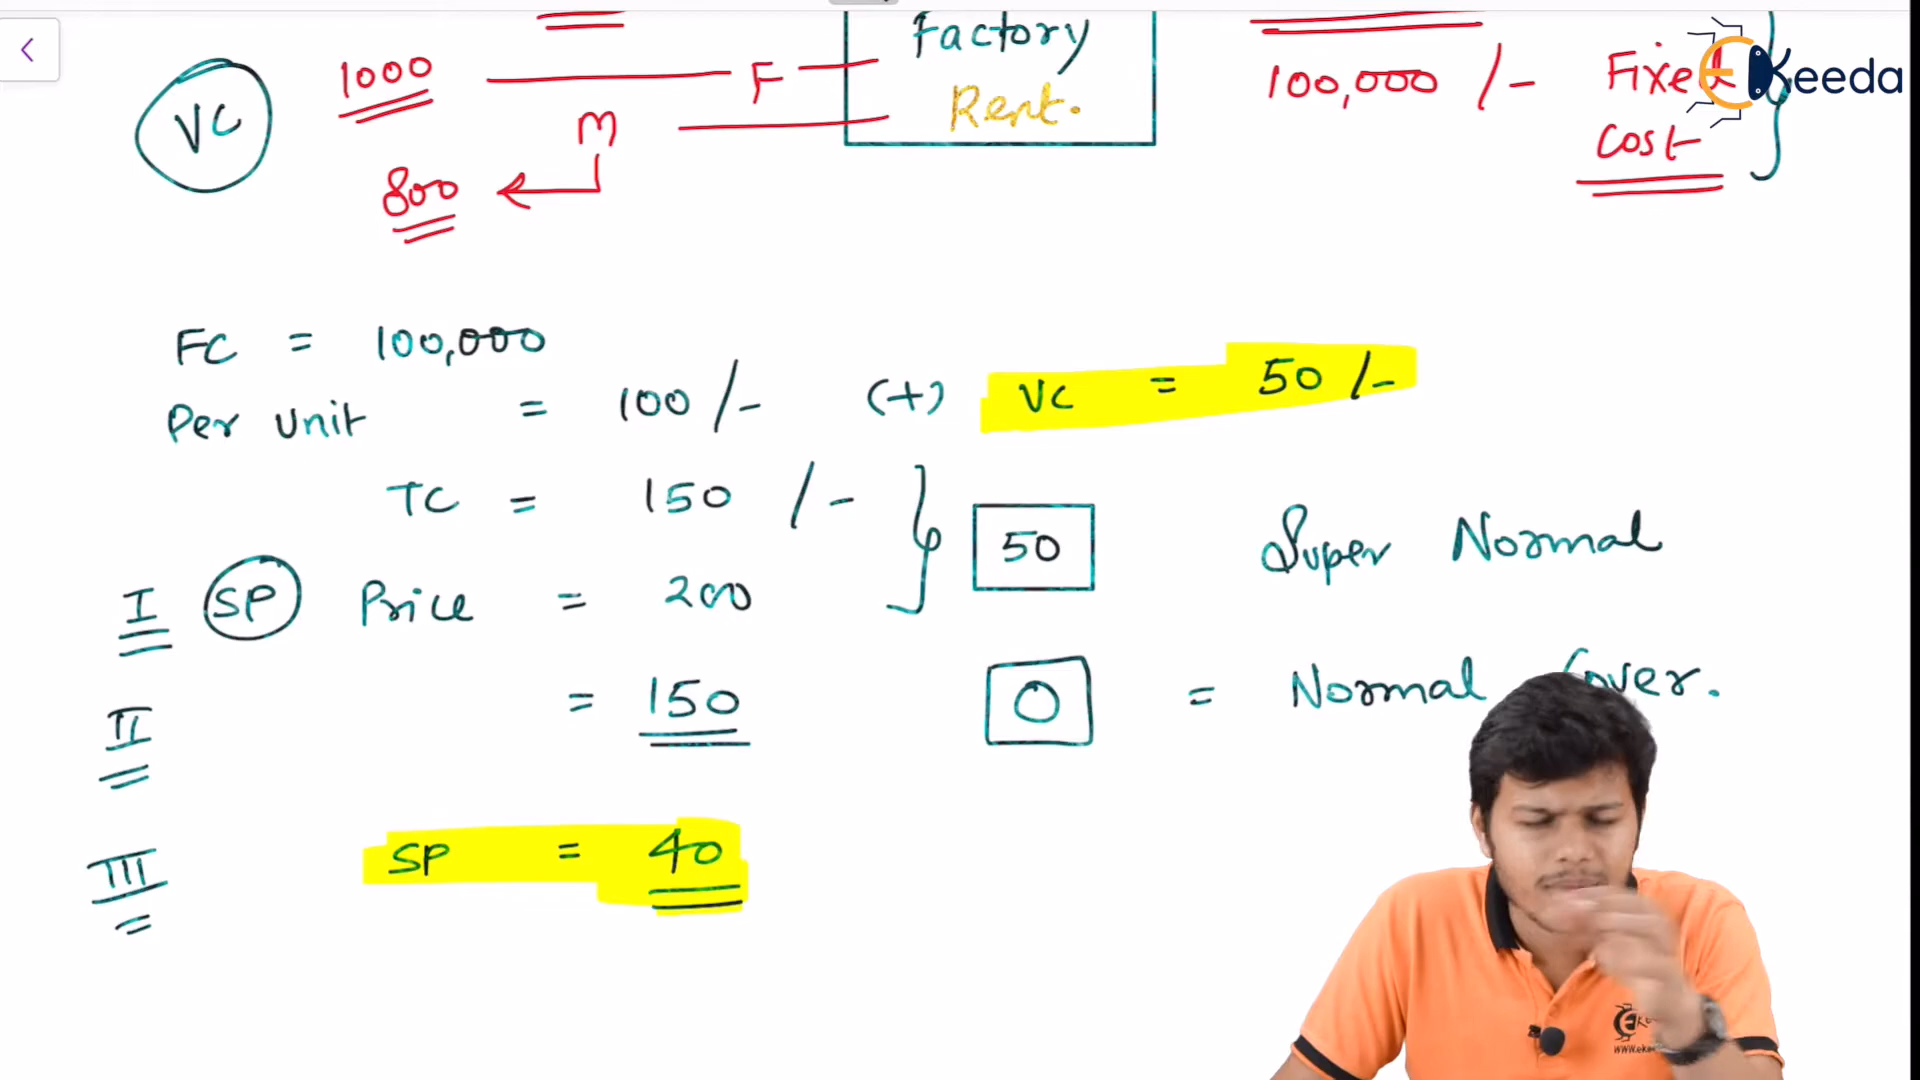 Factory
1000 F 100,000 /- Fixed
VC M Rent. Cost
800
EKeeda
FC = 100,000
Per Unit = 100 /- (+) VC = 50 /-
TC = 150 /-
50 Super Normal
I SP Price = 200
II = 150 0 = Normal Cover.
III SP = 40